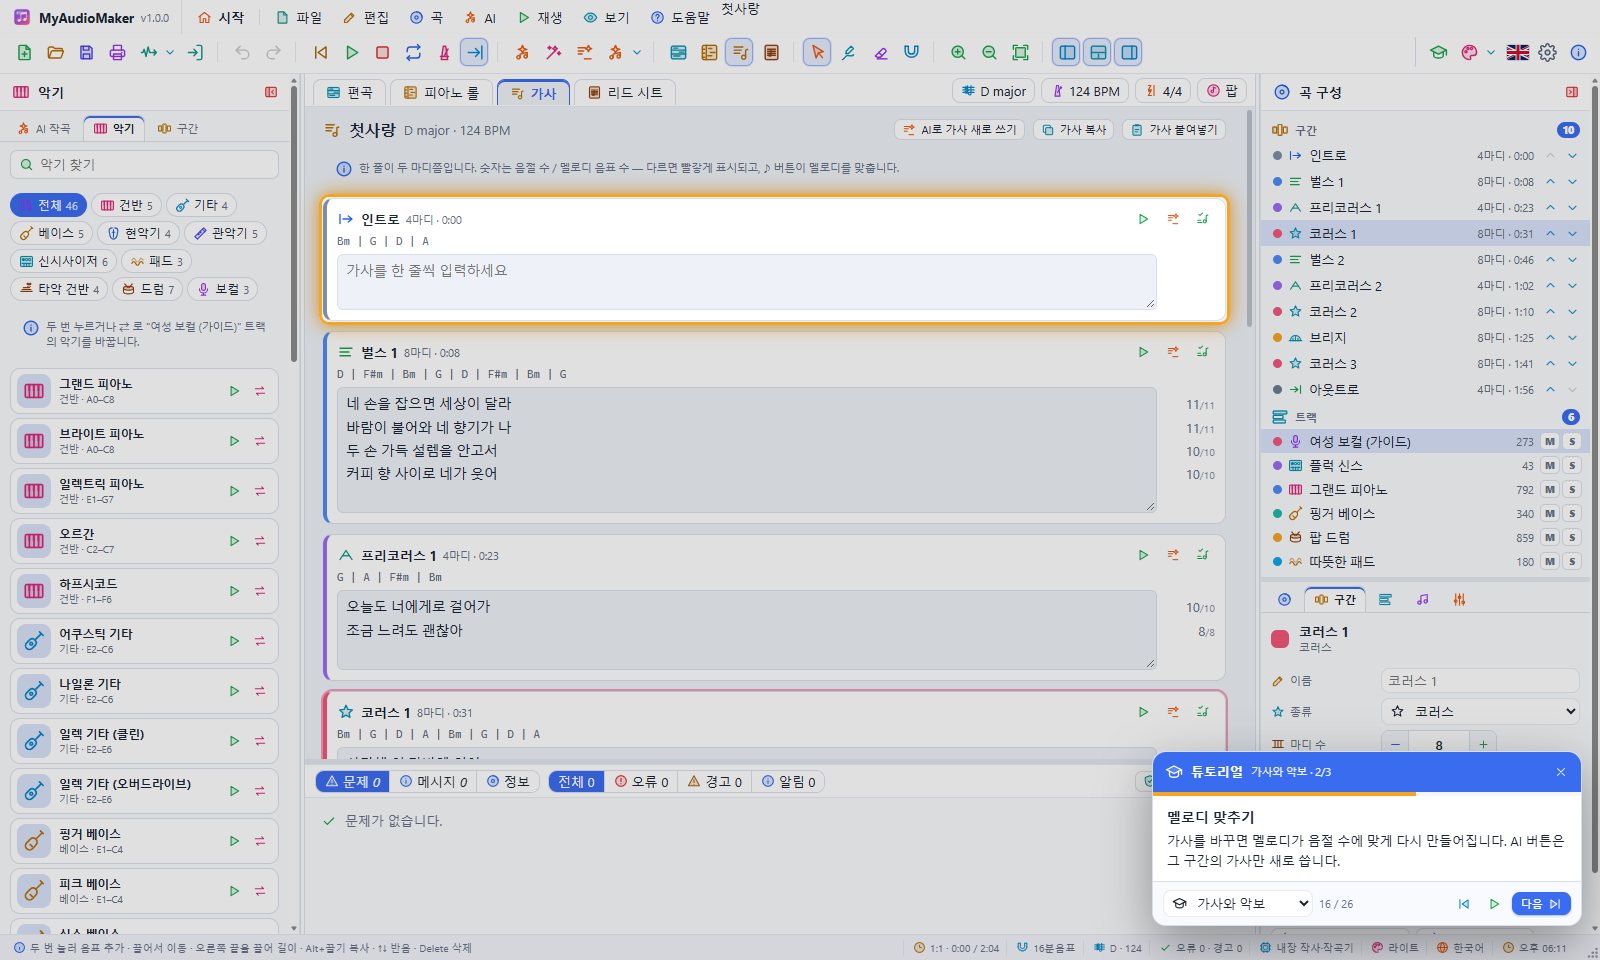 MyAudioMaker v1.0.0 시작 파일 편집 곡 AI 재생 보기 도움말 첫사랑
악기
AI 작곡 악기 구간
악기 찾기
전체 46 건반 5 기타 4
베이스 5 현악기 4 관악기 5
신시사이저 6 패드 3
타악 건반 4 드럼 7 보컬 3
두 번 누르거나 ⇄ 로 "여성 보컬 (가이드)" 트랙
의 악기를 바꿉니다.
그랜드 피아노
건반 · A0–C8
브라이트 피아노
건반 · A0–C8
일렉트릭 피아노
건반 · E1–G7
오르간
건반 · C2–C7
하프시코드
건반 · F1–F6
어쿠스틱 기타
기타 · E2–C6
나일론 기타
기타 · E2–C6
일렉 기타 (클린)
기타 · E2–E6
일렉 기타 (오버드라이브)
기타 · E2–E6
핑거 베이스
베이스 · E1–C4
피크 베이스
베이스 · E1–C4
편곡 피아노 롤 가사 리드 시트
D major 124 BPM 4/4 팝
첫사랑 D major · 124 BPM
AI로 가사 새로 쓰기 가사 복사 가사 붙여넣기
한 줄이 두 마디쯤입니다. 숫자는 음절 수 / 멜로디 음표 수 — 다르면 빨갛게 표시되고, ♪ 버튼이 멜로디를 맞춥니다.
인트로 4마디 · 0:00
Bm | G | D | A
가사를 한 줄씩 입력하세요
벌스 1 8마디 · 0:08
D | F#m | Bm | G | D | F#m | Bm | G
네 손을 잡으면 세상이 달라 11/11
바람이 불어와 네 향기가 나 11/11
두 손 가득 설렘을 안고서 10/10
커피 향 사이로 네가 웃어 10/10
프리코러스 1 4마디 · 0:23
G | A | F#m | Bm
오늘도 너에게로 걸어가 10/10
조금 느려도 괜찮아 8/8
코러스 1 8마디 · 0:31
Bm | G | D | A | Bm | G | D | A
문제 0 메시지 0 정보 전체 0 오류 0 경고 0 알림 0
문제가 없습니다.
곡 구성
구간 10
인트로 4마디 · 0:00
벌스 1 8마디 · 0:08
프리코러스 1 4마디 · 0:23
코러스 1 8마디 · 0:31
벌스 2 8마디 · 0:46
프리코러스 2 4마디 · 1:02
코러스 2 8마디 · 1:10
브리지 8마디 · 1:25
코러스 3 8마디 · 1:41
아웃트로 4마디 · 1:56
트랙 6
여성 보컬 (가이드) 273 M S
플럭 신스 43 M S
그랜드 피아노 792 M S
핑거 베이스 340 M S
팝 드럼 859 M S
따뜻한 패드 180 M S
구간
코러스 1
코러스
이름 코러스 1
종류 코러스
마디 수 − 8 +
튜토리얼 가사와 악보 · 2/3
멜로디 맞추기
가사를 바꾸면 멜로디가 음절 수에 맞게 다시 만들어집니다. AI 버튼은
그 구간의 가사만 새로 씁니다.
가사와 악보 16 / 26 다음
두 번 눌러 음표 추가 · 끌어서 이동 · 오른쪽 끝을 끌어 길이 · Alt+끌기 복사 · ↑↓ 반음 · Delete 삭제
1:1 · 0:00 / 2:04 16분음표 D · 124 오류 0 · 경고 0 내장 작사·작곡기 라이트 한국어 오후 06:11